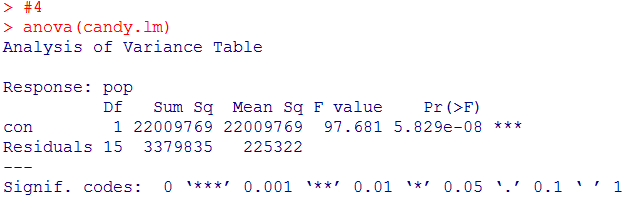 > #4
> anova(candy.lm)
Analysis of Variance Table
Response: pop
Df Sum Sq Mean Sq F value Pr(>F)
con 1 22009769 22009769 97.681 5.829e-08 ***
Residuals 15 3379835 225322
---
Signif. codes: 0 ‘***’ 0.001 ‘**’ 0.01 ‘*’ 0.05 ‘.’ 0.1 ‘ ’ 1